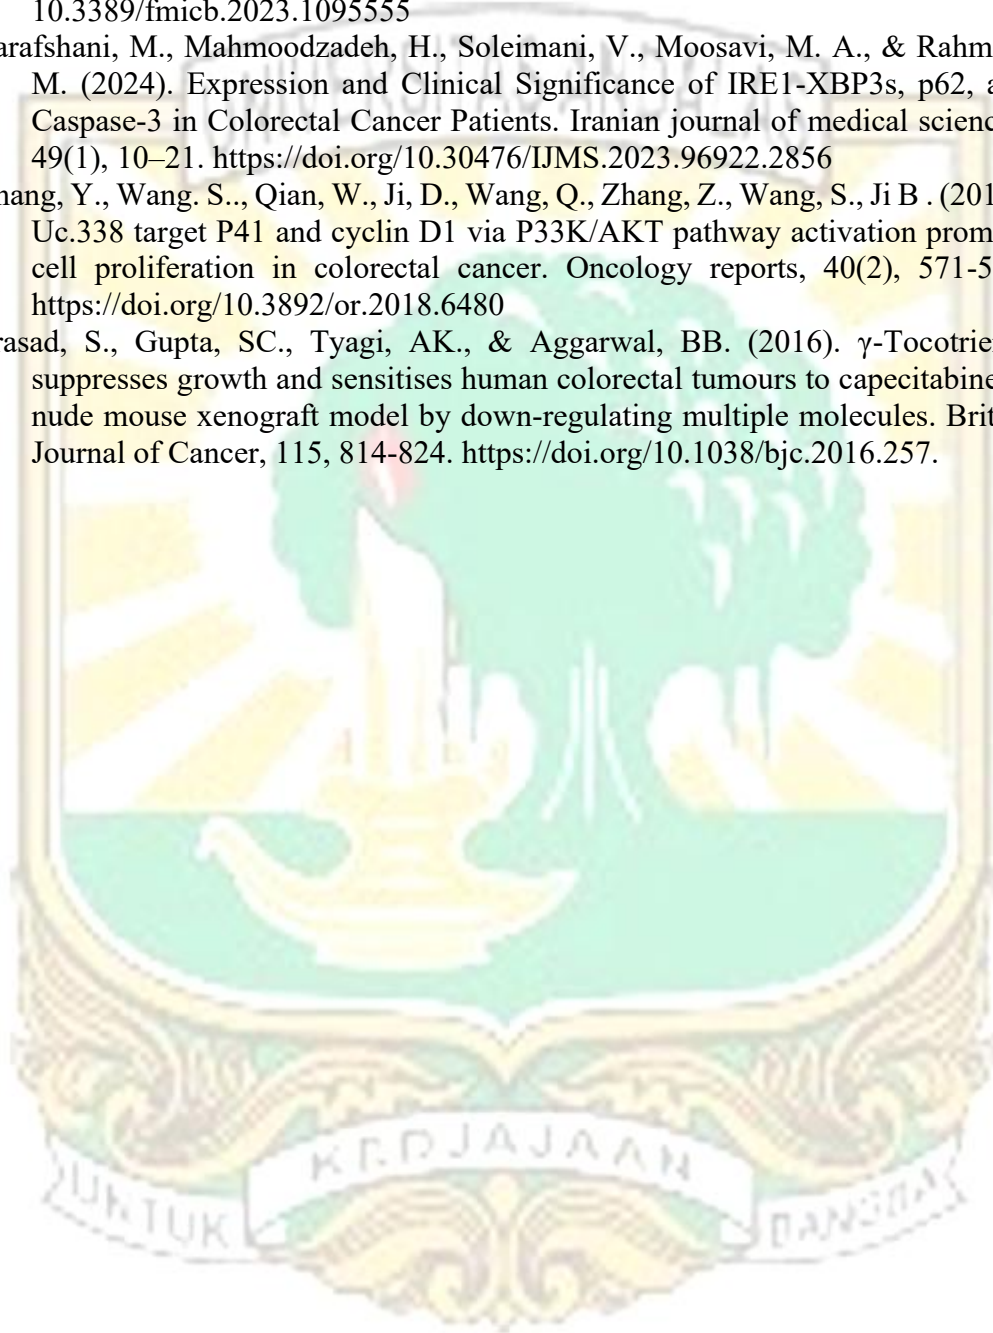 10.3389/fmicb.2023.1095555
arafshani, M., Mahmoodzadeh, H., Soleimani, V., Moosavi, M. A., & Rahm
M. (2024). Expression and Clinical Significance of IRE1-XBP3s, p62, a
Caspase-3 in Colorectal Cancer Patients. Iranian journal of medical scienc
49(1), 10–21. https://doi.org/10.30476/IJMS.2023.96922.2856
hang, Y., Wang. S.., Qian, W., Ji, D., Wang, Q., Zhang, Z., Wang, S., Ji B . (201
Uc.338 target P41 and cyclin D1 via P33K/AKT pathway activation prom
cell proliferation in colorectal cancer. Oncology reports, 40(2), 571-5
https://doi.org/10.3892/or.2018.6480
rasad, S., Gupta, SC., Tyagi, AK., & Aggarwal, BB. (2016). γ-Tocotrie
suppresses growth and sensitises human colorectal tumours to capecitabine
nude mouse xenograft model by down-regulating multiple molecules. Brit
Journal of Cancer, 115, 814-824. https://doi.org/10.1038/bjc.2016.257.
KEDJAJAAN
UNTUK
BANGSA